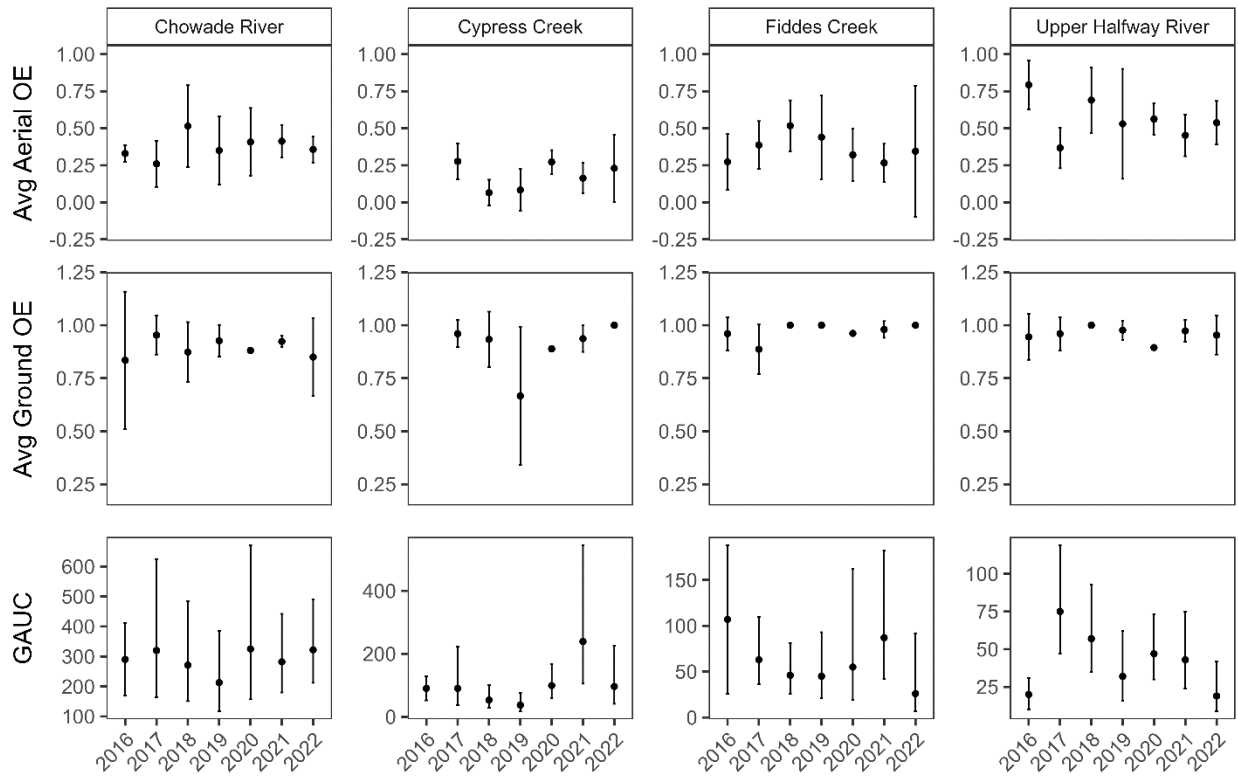 Chowade River Cypress Creek Fiddes Creek Upper Halfway River
Avg Aerial OE
1.00 1.00 1.00 1.00
0.75 0.75 0.75 0.75
0.50 0.50 0.50 0.50
0.25 0.25 0.25 0.25
0.00 0.00 0.00 0.00
-0.25 -0.25 -0.25 -0.25
Avg Ground OE
1.25 1.25 1.25 1.25
1.00 1.00 1.00 1.00
0.75 0.75 0.75 0.75
0.50 0.50 0.50 0.50
0.25 0.25 0.25 0.25
GAUC
600
500
400
300
200
100
400
200
0
150
100
50
0
100
75
50
25
2016 2017 2018 2019 2020 2021 2022
2016 2017 2018 2019 2020 2021 2022
2016 2017 2018 2019 2020 2021 2022
2016 2017 2018 2019 2020 2021 2022